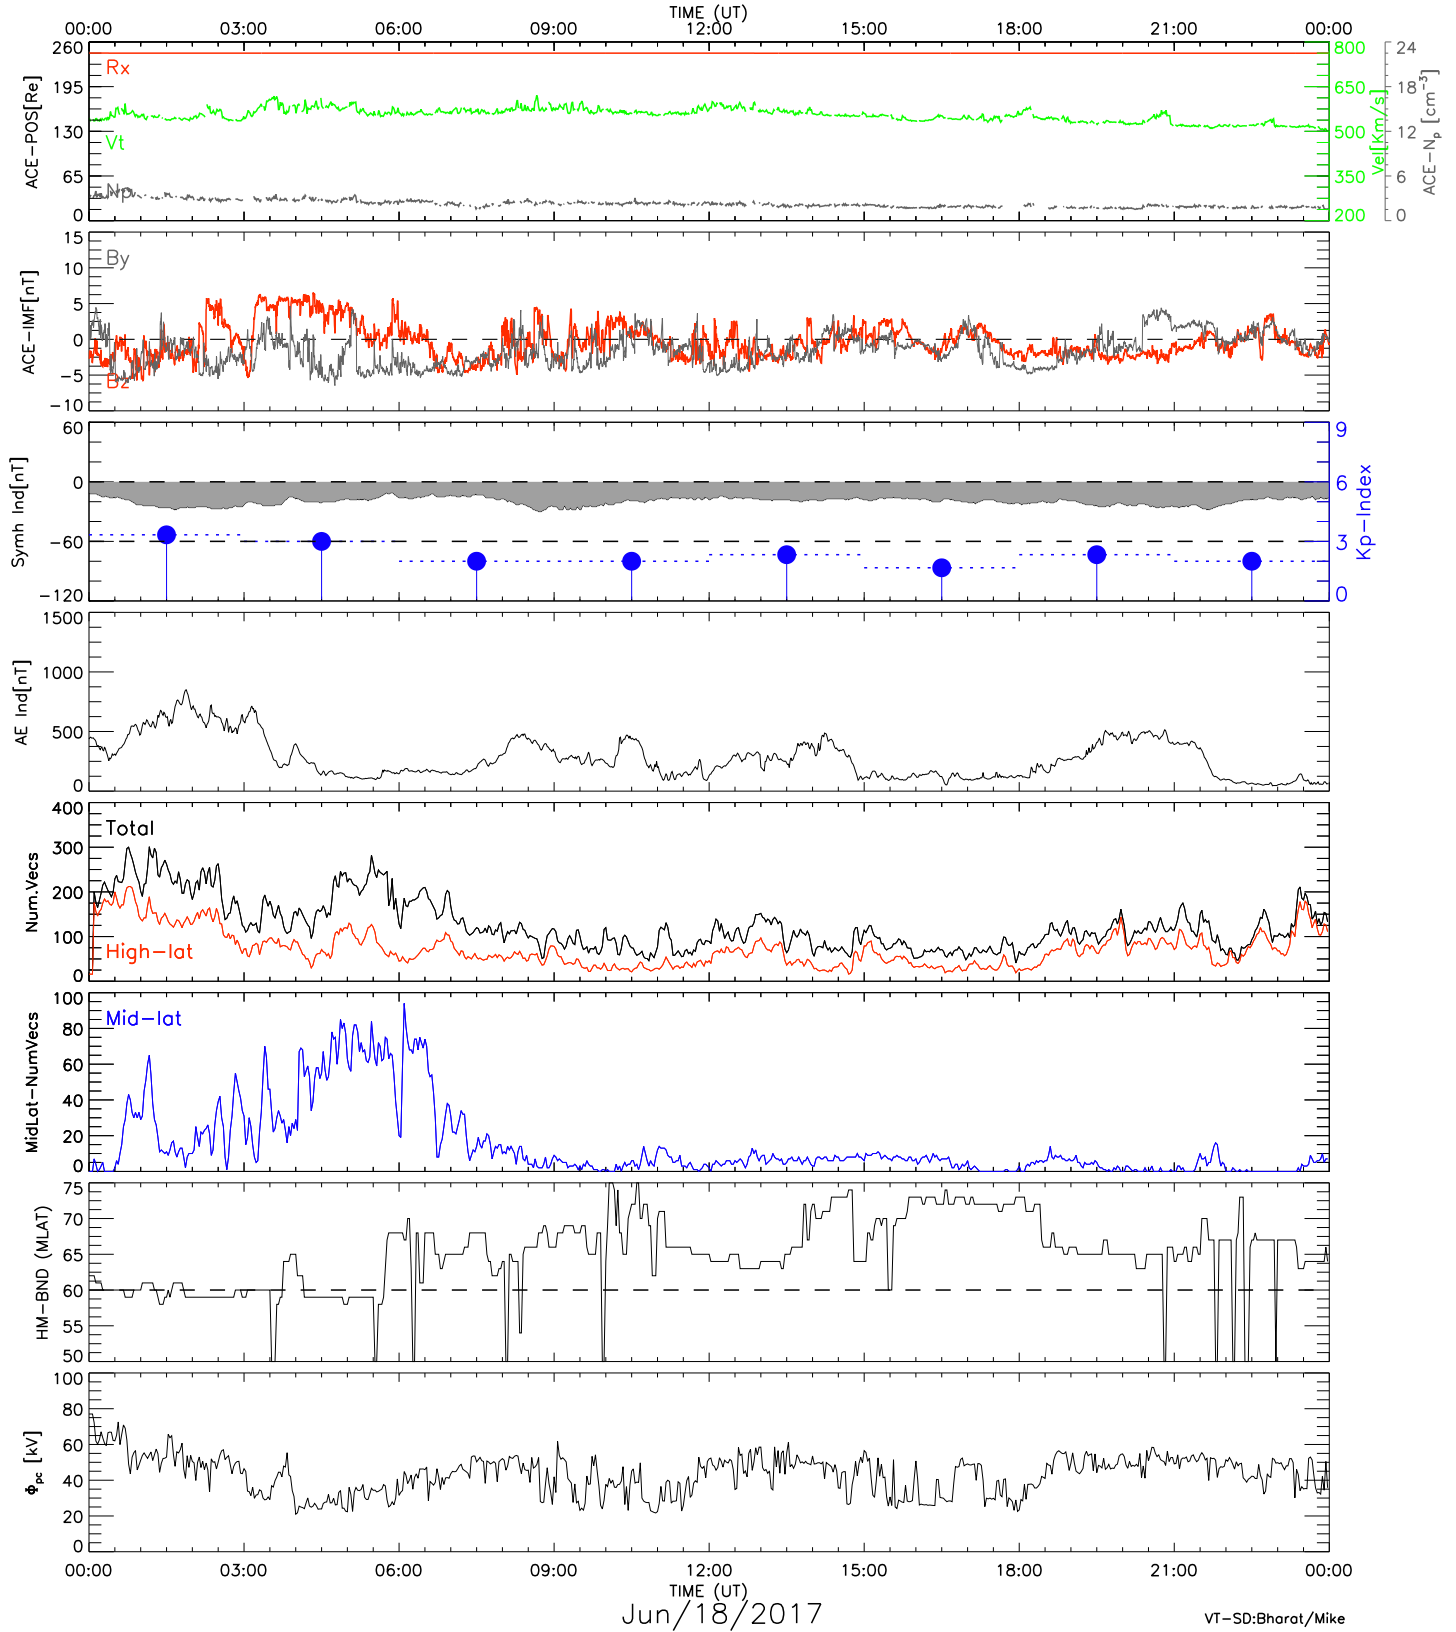 TIME (UT)
00:00 03:00 06:00 09:00 12:00 15:00 18:00 21:00 00:00
ACE-POS[Re]
260
195
130
65
0
Rx
Vt
Np
800
650
500
350
200
Vel[Km/s]
24
18
12
6
0
ACE-Np [cm-3]
ACE-IMF[nT]
15
10
5
0
-5
-10
By
Bz
Symh Ind[nT]
60
0
-60
-120
9
6
3
0
Kp-Index
AE Ind[nT]
1500
1000
500
0
Num.Vecs
400
300
200
100
0
Total
High-lat
MidLat-NumVecs
100
80
60
40
20
0
Mid-lat
HM-BND (MLAT)
75
70
65
60
55
50
Φpc [kV]
100
80
60
40
20
0
00:00 03:00 06:00 09:00 12:00 15:00 18:00 21:00 00:00
TIME (UT)
Jun/18/2017
VT-SD:Bharat/Mike